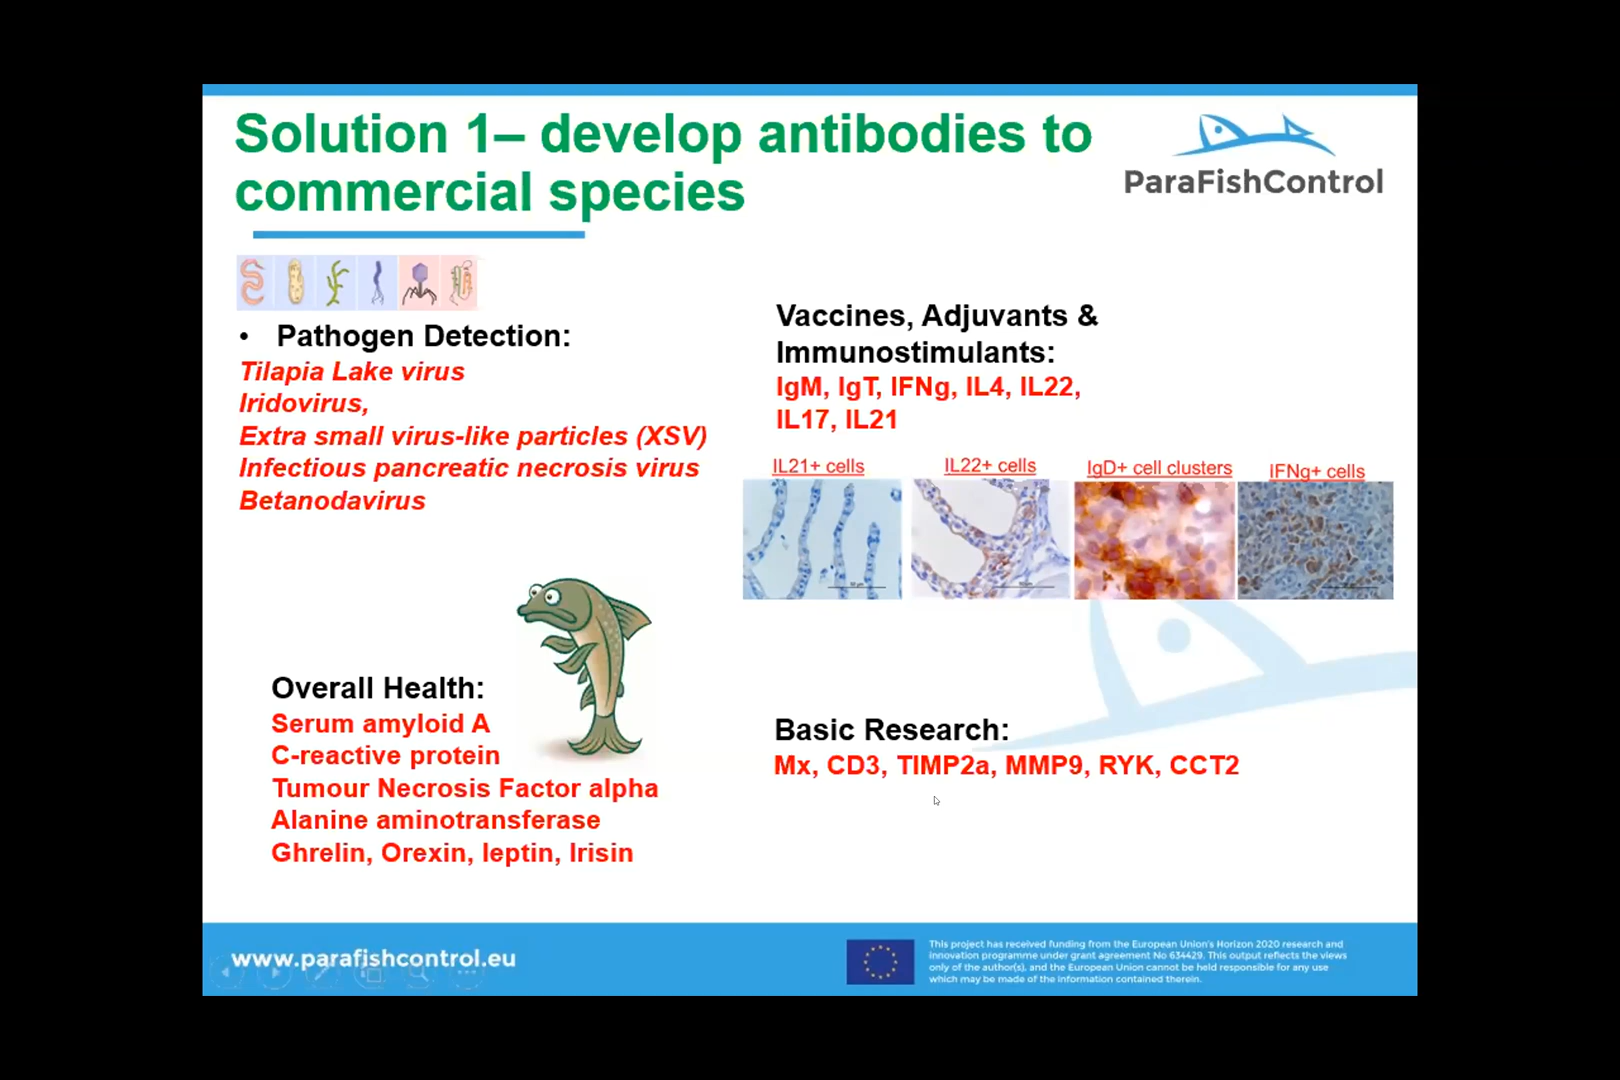 Solution 1– develop antibodies to
commercial species
ParaFishControl
• Pathogen Detection:
Tilapia Lake virus
Iridovirus,
Extra small virus-like particles (XSV)
Infectious pancreatic necrosis virus
Betanodavirus
Vaccines, Adjuvants &
Immunostimulants:
IgM, IgT, IFNg, IL4, IL22,
IL17, IL21
IL21+ cells
IL22+ cells
IgD+ cell clusters
IFNg+ cells
Overall Health:
Serum amyloid A
C-reactive protein
Tumour Necrosis Factor alpha
Alanine aminotransferase
Ghrelin, Orexin, leptin, Irisin
Basic Research:
Mx, CD3, TIMP2a, MMP9, RYK, CCT2
www.parafishcontrol.eu
This project has received funding from the European Union's Horizon 2020 research and
innovation programme under grant agreement No 634429. This output reflects the views
only of the author(s), and the European Union cannot be held responsible for any use
which may be made of the information contained therein.